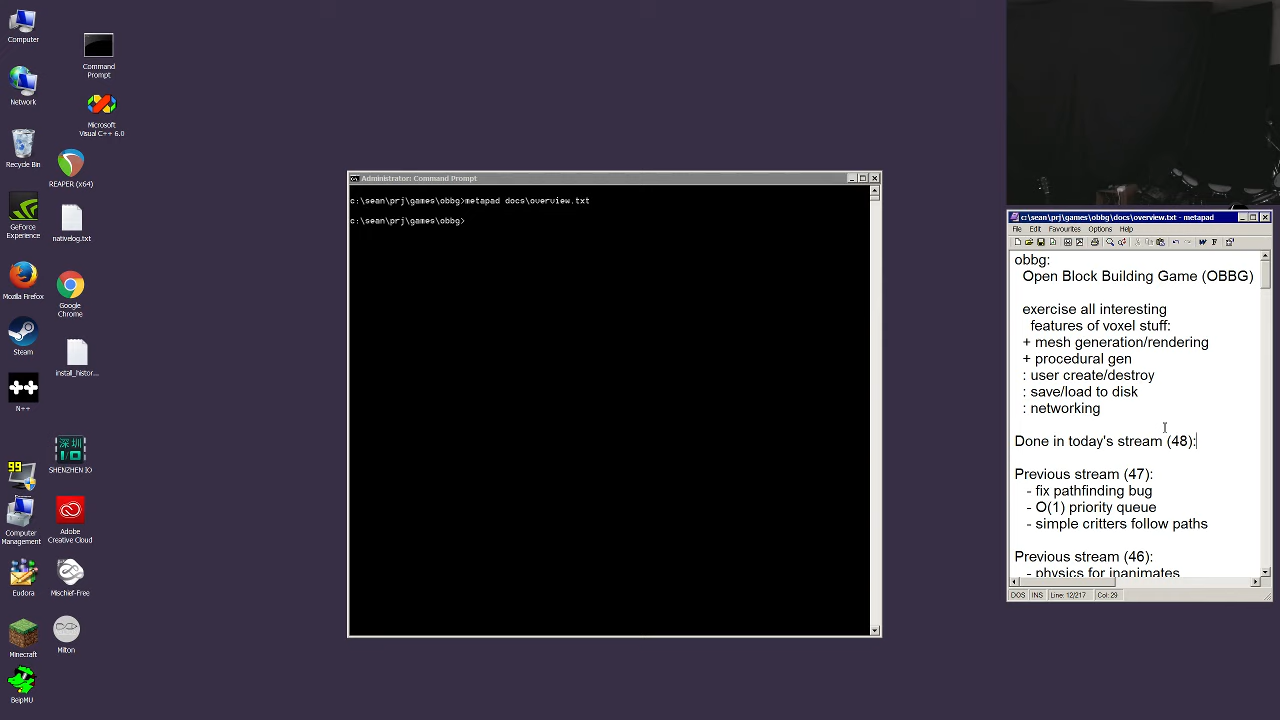 Computer
Command
Prompt
Network
Microsoft
Visual C++ 6.0
Recycle Bin
REAPER (x64)
GeForce
Experience
nativelog.txt
Mozilla Firefox
Google
Chrome
Steam
install_histor...
N++
深圳
I/O
SHENZHEN IO
99
Computer
Management
Adobe
Creative Cloud
Eudora
Mischief-Free
Minecraft
Milton
BeipMU
Administrator: Command Prompt
c:\sean\prj\games\obbg>metapad docs\overview.txt
c:\sean\prj\games\obbg>
c:\sean\prj\games\obbg\docs\overview.txt - metapad
File Edit Favourites Options Help
obbg:
Open Block Building Game (OBBG)
exercise all interesting
features of voxel stuff:
+ mesh generation/rendering
+ procedural gen
: user create/destroy
: save/load to disk
: networking
Done in today's stream (48):
Previous stream (47):
- fix pathfinding bug
- O(1) priority queue
- simple critters follow paths
Previous stream (46):
- physics for inanimates
DOS INS Line: 12/217 Col: 29